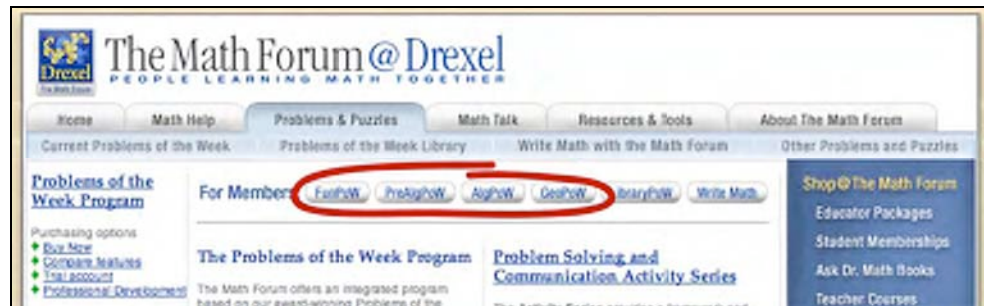 The Math Forum @ Drexel
Drexel
PEOPLE LEARNING MATH TOGETHER
Home Math Help Problems & Puzzles Math Talk Resources & Tools About The Math Forum
Current Problems of the Week Problems of the Week Library Write Math with the Math Forum Other Problems and Puzzles
Problems of the
Week Program
Purchasing options
Buy Now
Compare features
Trial account
Professional Development
For Members FunPoW PreAlgPoW AlgPoW GeoPoW LibraryPoW Write Math
The Problems of the Week Program
The Math Forum offers an integrated program
based on our award-winning Problems of the
Problem Solving and
Communication Activity Series
Shop@The Math Forum
Educator Packages
Student Memberships
Ask Dr. Math Books
Teacher Courses